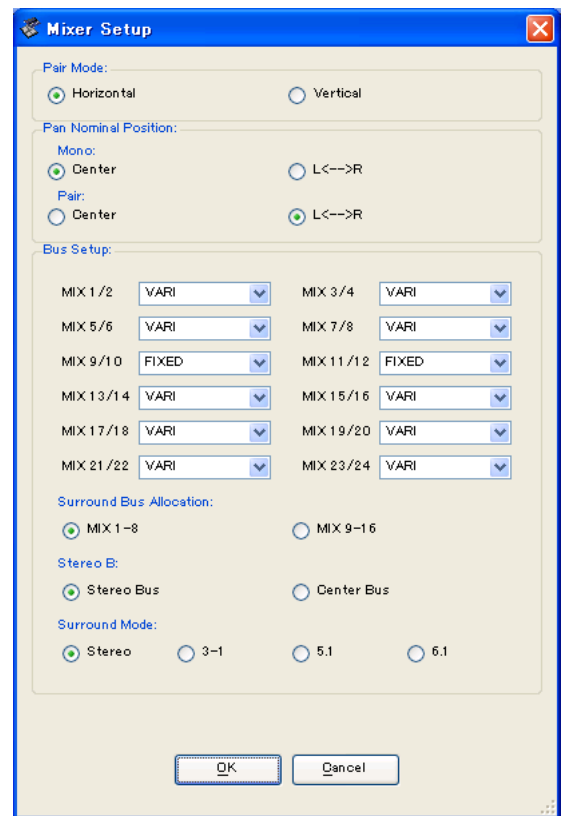 Mixer Setup
Pair Mode:
Horizontal Vertical
Pan Nominal Position:
Mono:
Center L<-->R
Pair:
Center L<-->R
Bus Setup:
MIX 1/2 VARI MIX 3/4 VARI
MIX 5/6 VARI MIX 7/8 VARI
MIX 9/10 FIXED MIX 11/12 FIXED
MIX 13/14 VARI MIX 15/16 VARI
MIX 17/18 VARI MIX 19/20 VARI
MIX 21/22 VARI MIX 23/24 VARI
Surround Bus Allocation:
MIX 1-8 MIX 9-16
Stereo B:
Stereo Bus Center Bus
Surround Mode:
Stereo 3-1 5.1 6.1
OK Cancel